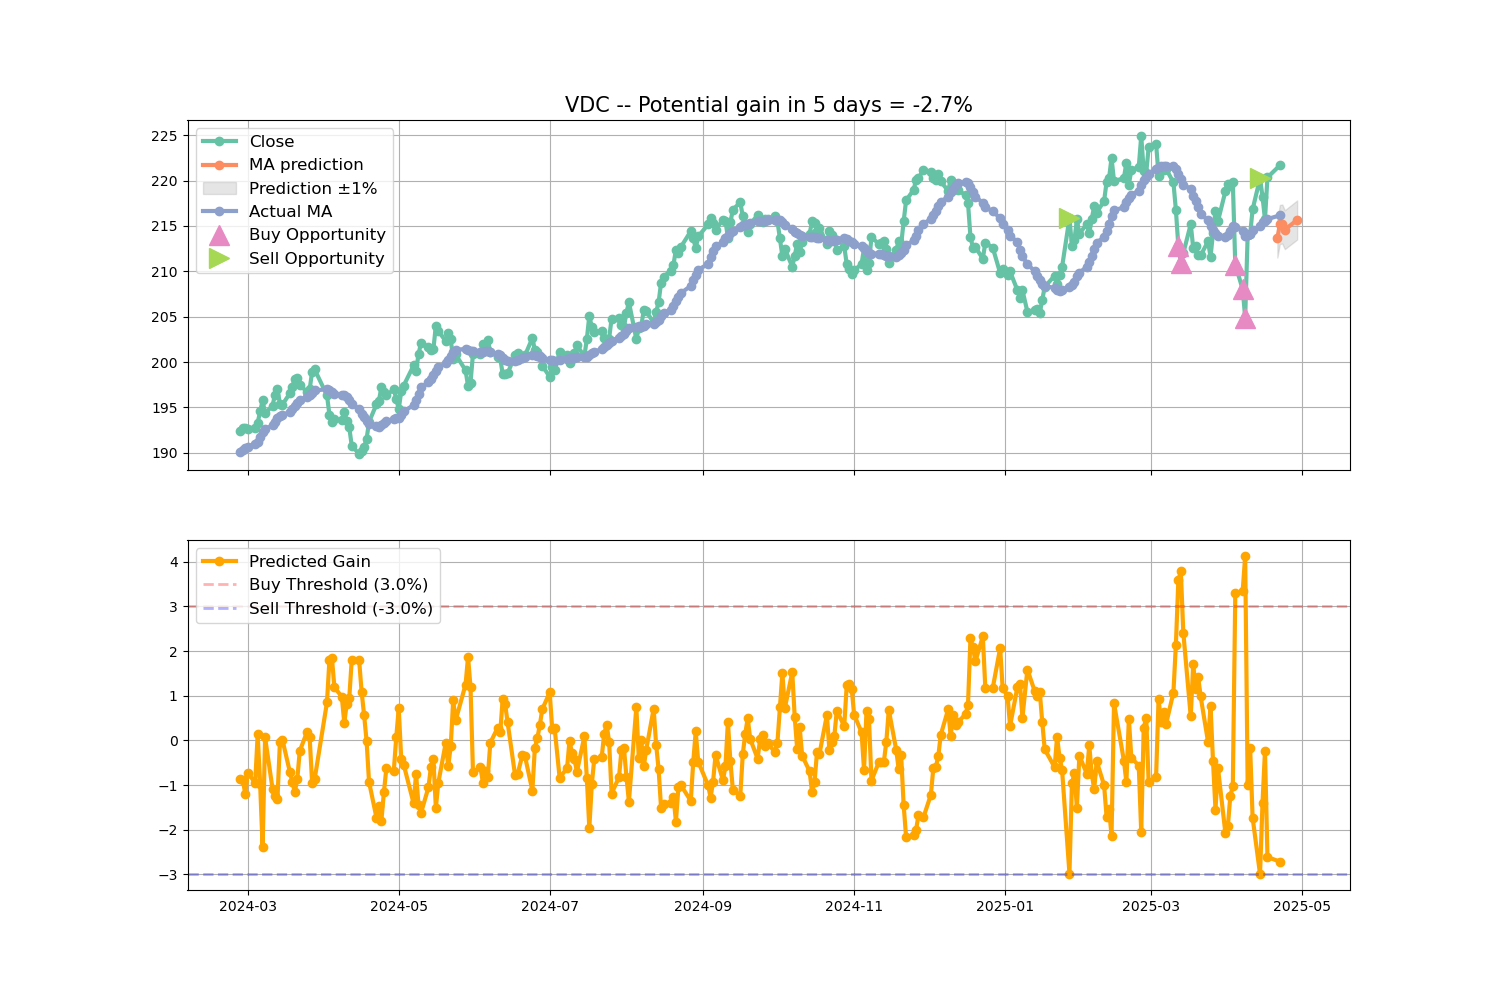 VDC -- Potential gain in 5 days = -2.7%
Close
MA prediction
Prediction ±1%
Actual MA
Buy Opportunity
Sell Opportunity
225
220
215
210
205
200
195
190
Predicted Gain
Buy Threshold (3.0%)
Sell Threshold (-3.0%)
4
3
2
1
0
−1
−2
−3
2024-03
2024-05
2024-07
2024-09
2024-11
2025-01
2025-03
2025-05